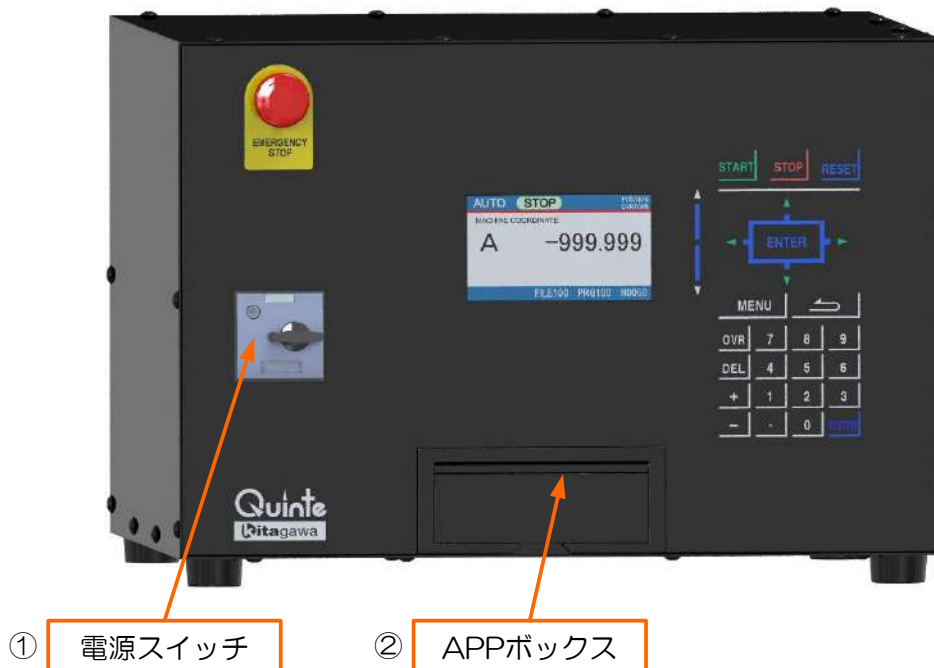 EMERGENCY
STOP
START STOP RESET
AUTO STOP
MACHINE COORDINATE
A -999.999
FILE100 PRG100 N0050
ENTER
MENU
OVR 7 8 9
DEL 4 5 6
+ 1 2 3
- . 0 ENTER
Quinte
Kitagawa
① 電源スイッチ
② APPボックス